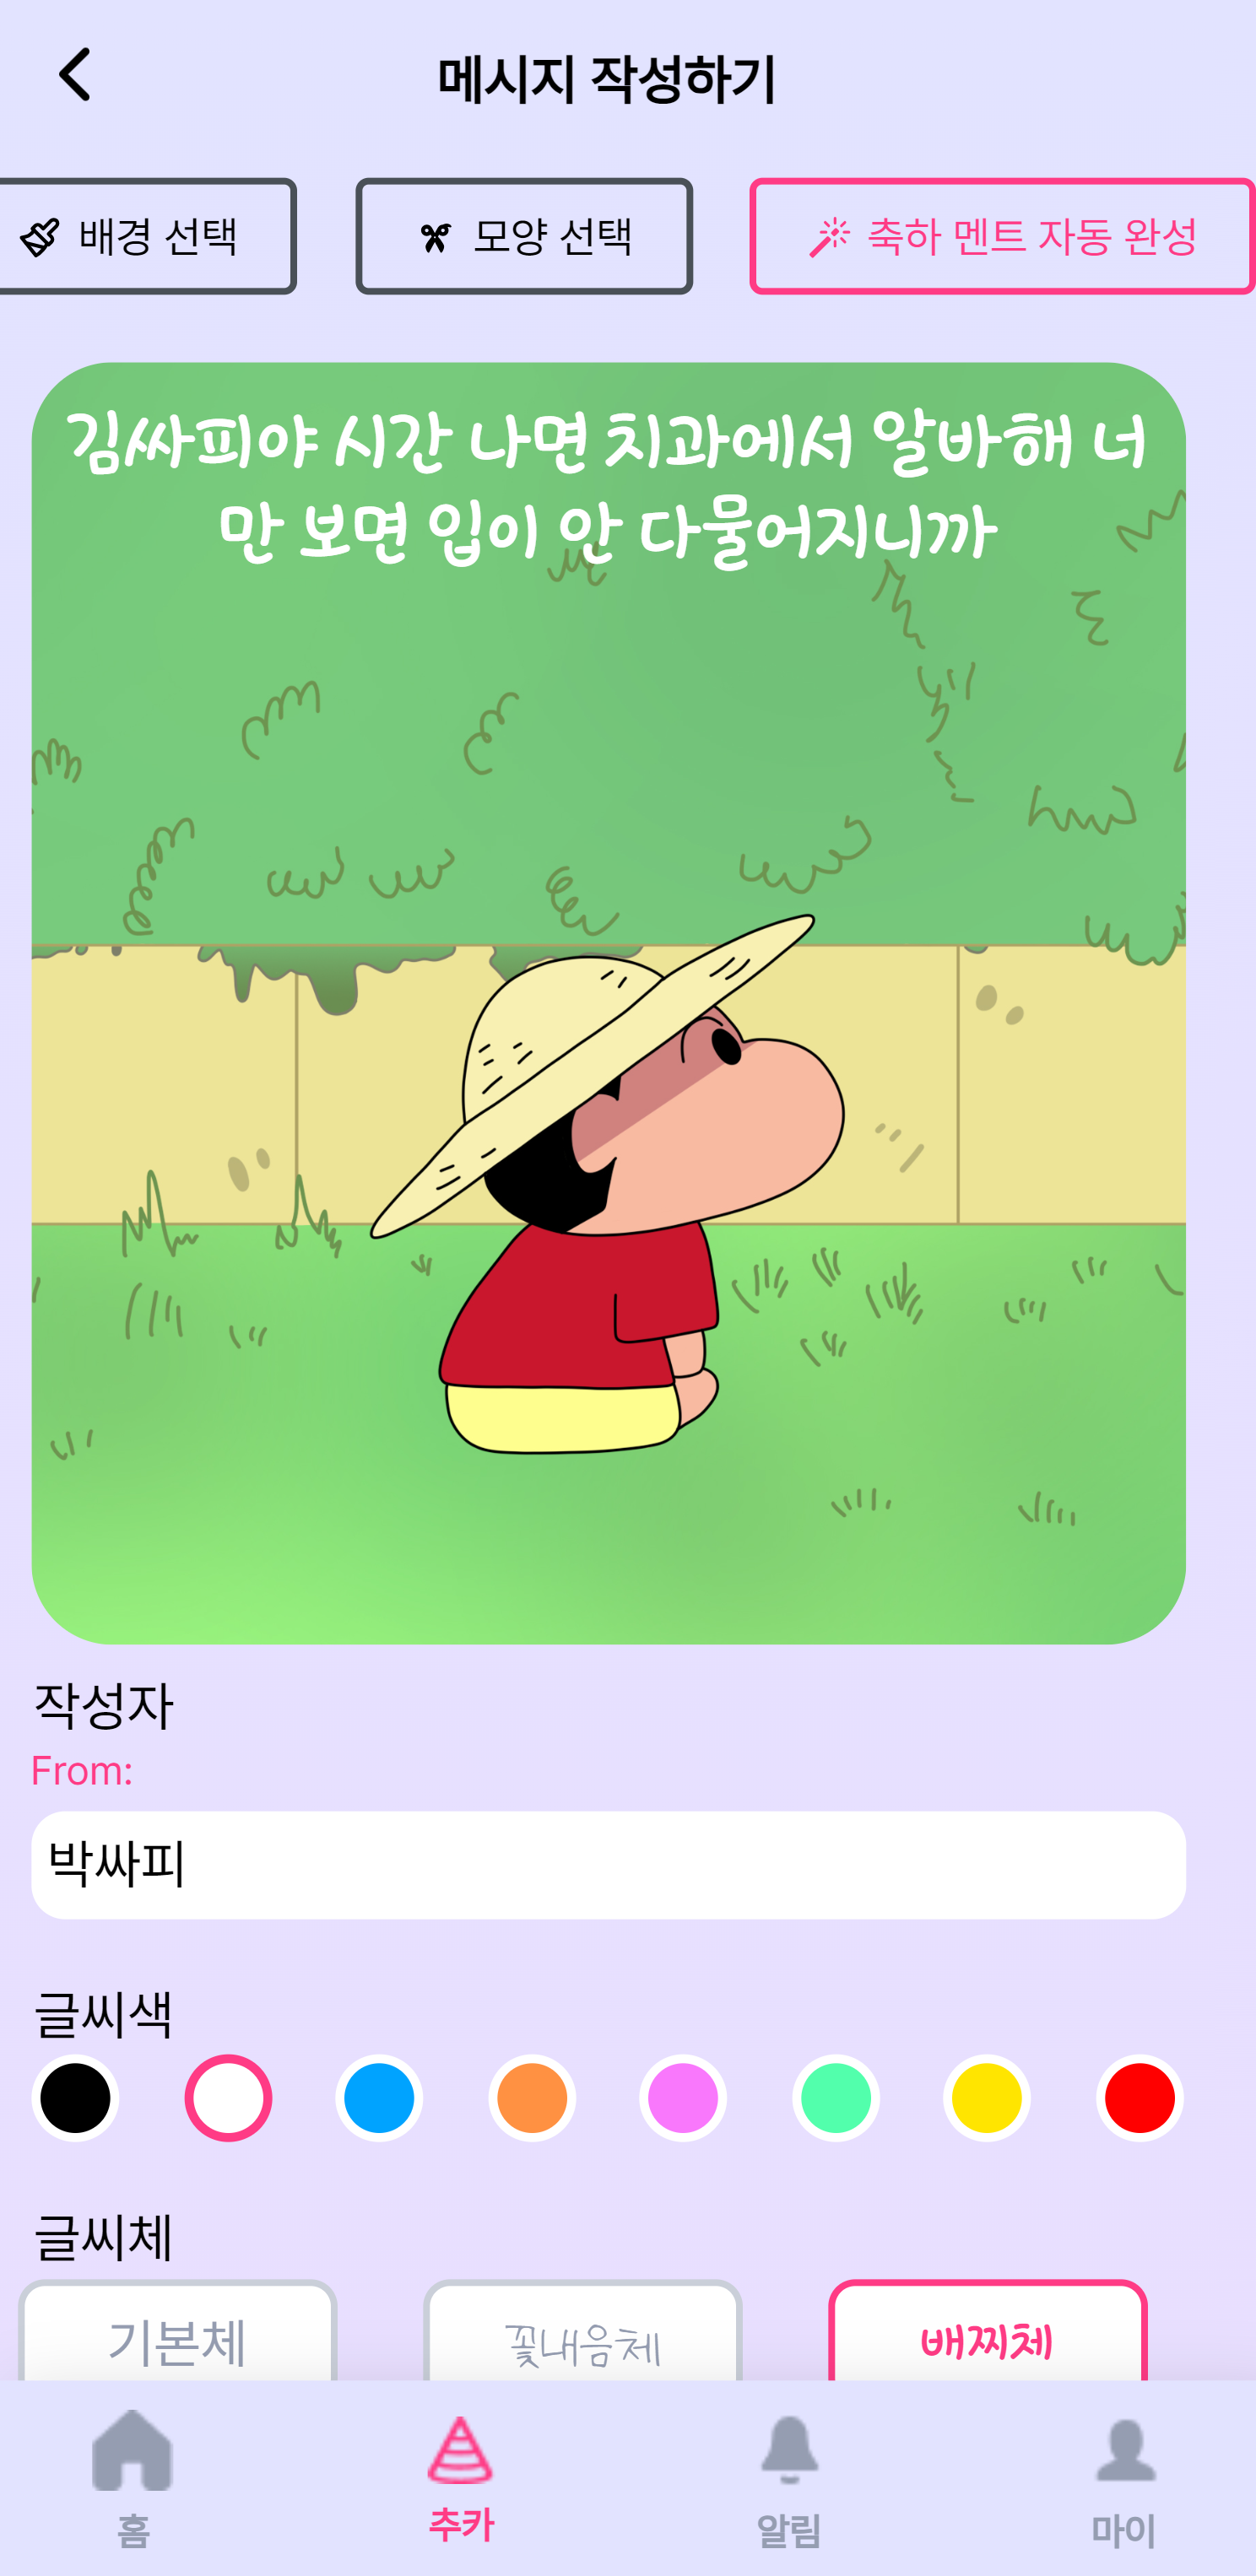 메시지 작성하기
배경 선택
모양 선택
축하 멘트 자동 완성
김싸피야 시간 나면 치과에서 알바해 너
만 보면 입이 안 다물어지니까
작성자
From:
박싸피
글씨색
글씨체
기본체
꽃내음체
배찌체
홈
추카
알림
마이